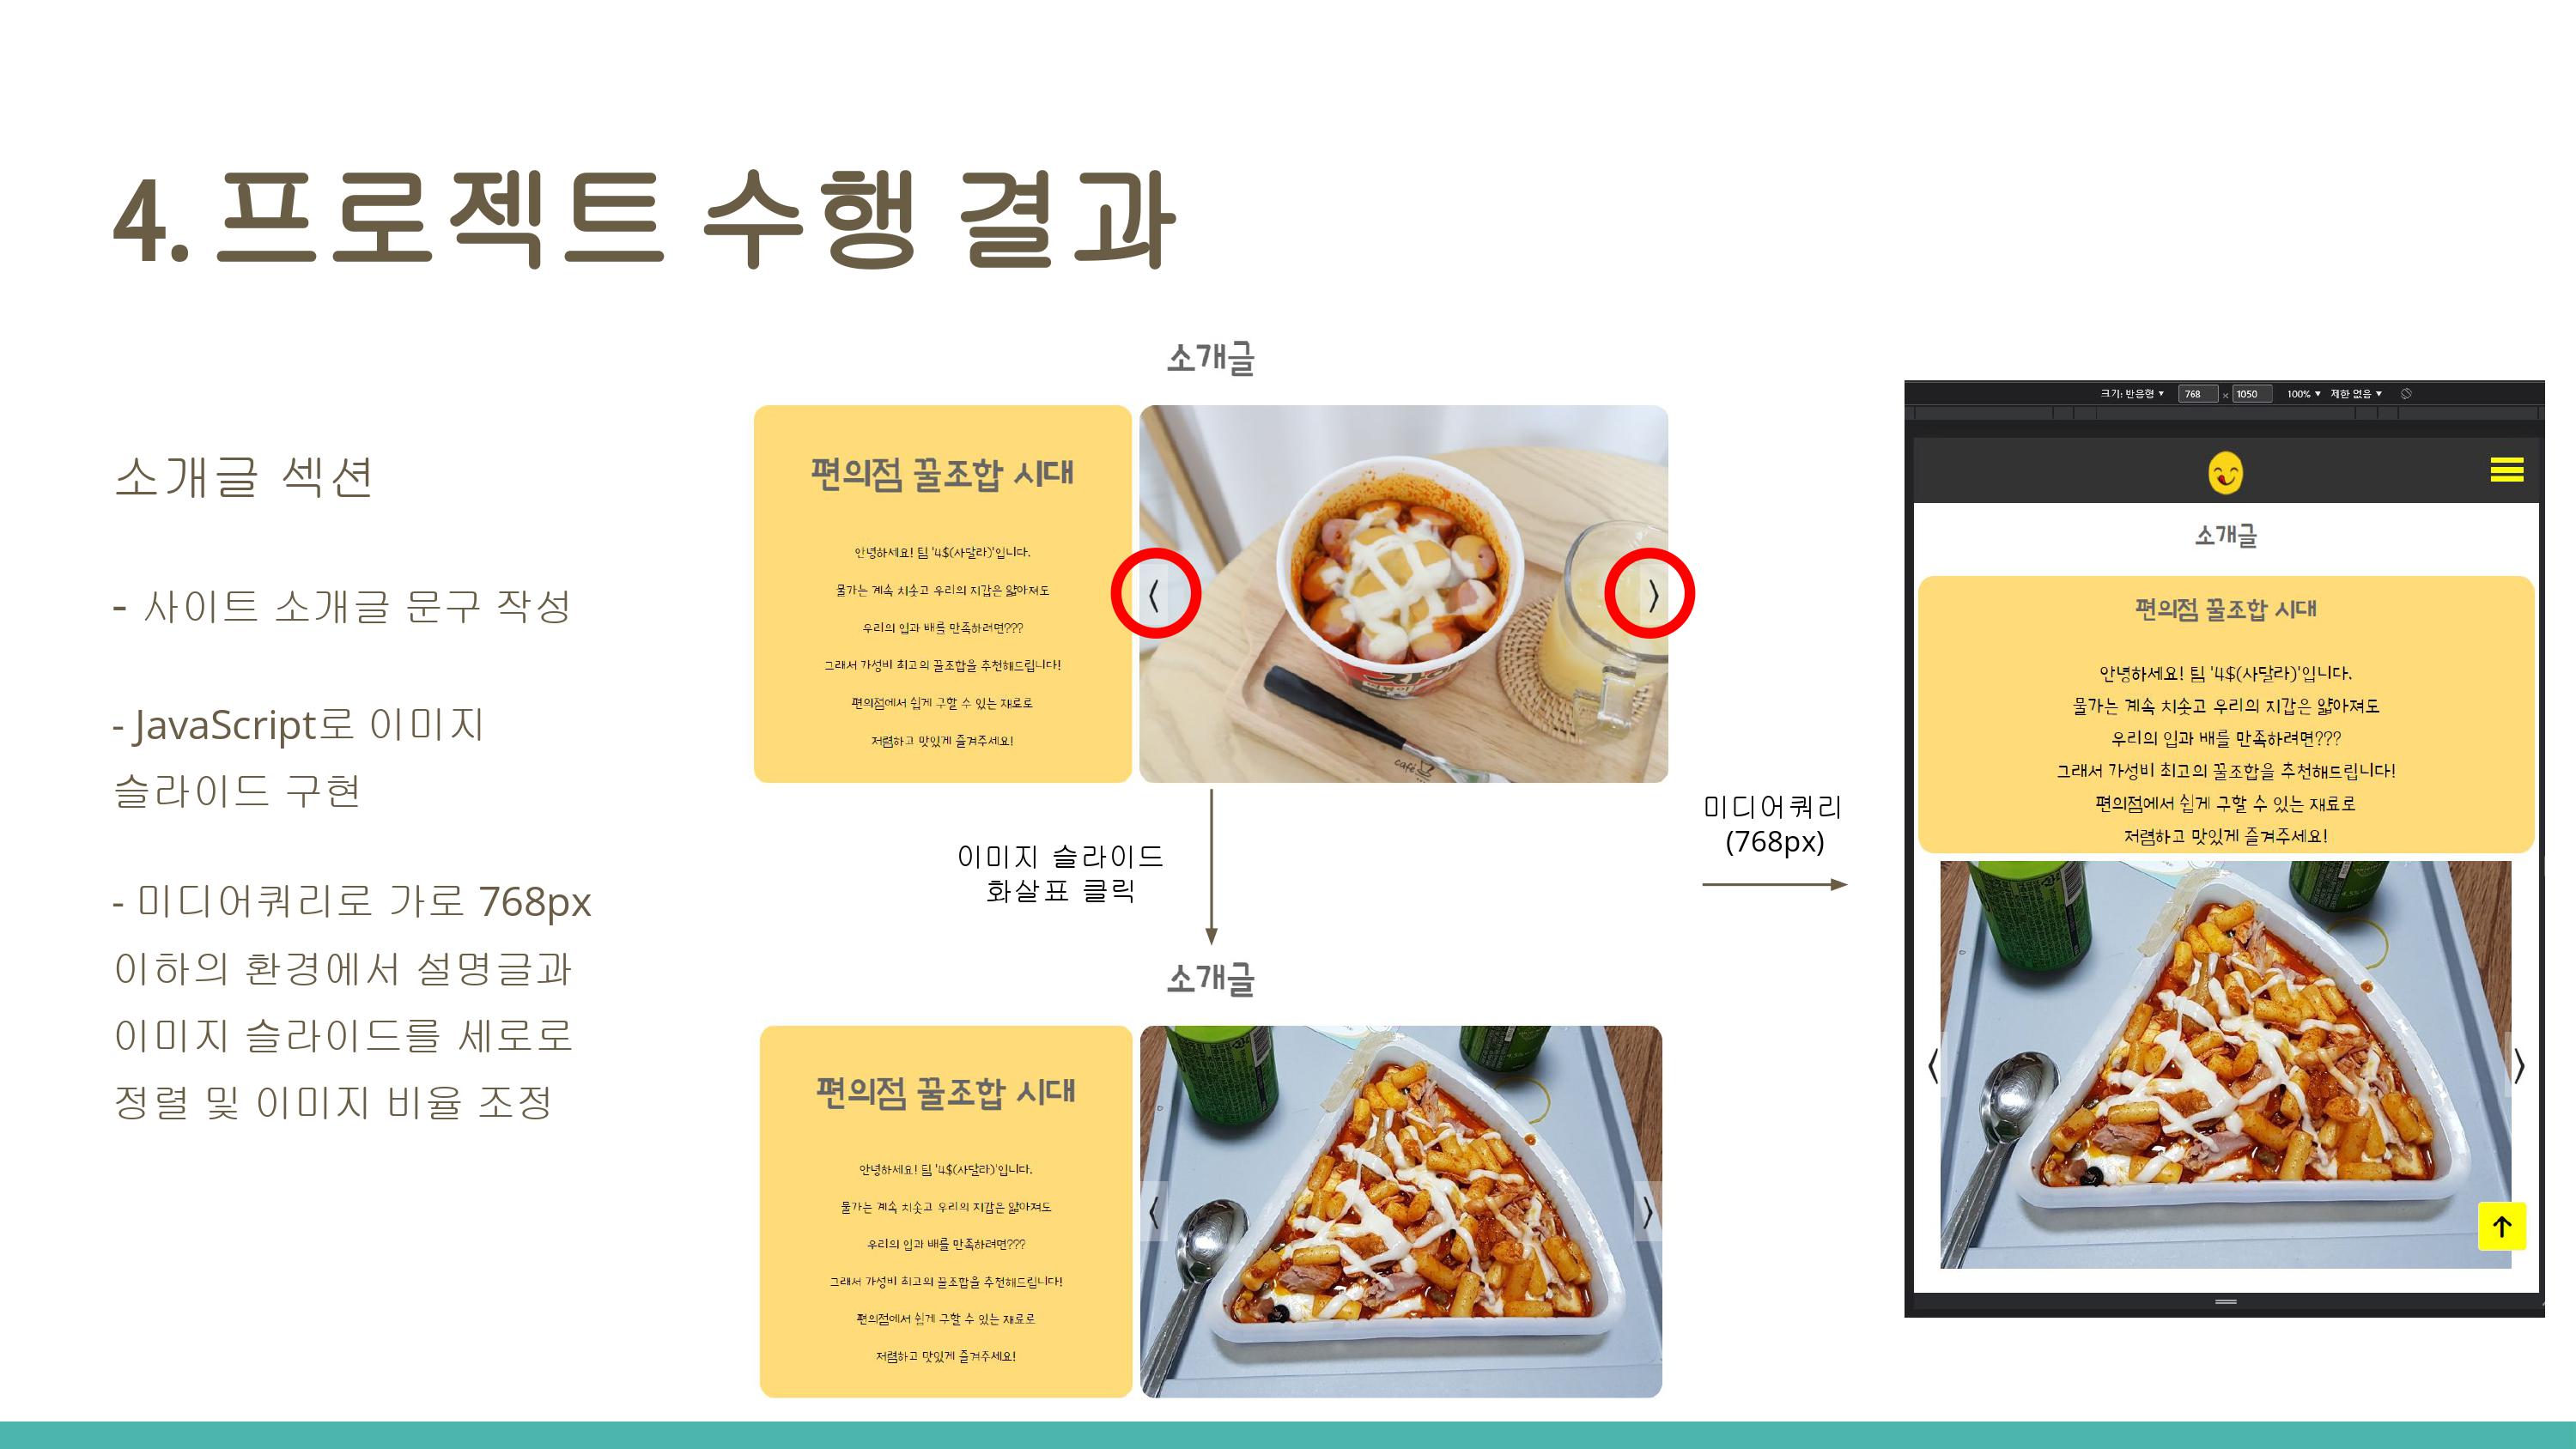 4. 프로젝트 수행 결과
소개글 섹션
- 사이트 소개글 문구 작성
- JavaScript로 이미지
슬라이드 구현
- 미디어쿼리로 가로 768px
이하의 환경에서 설명글과
이미지 슬라이드를 세로로
정렬 및 이미지 비율 조정
소개글
편의점 꿀조합 시대
안녕하세요! 팀 '4$(사달라)'입니다.
물가는 계속 치솟고 우리의 지갑은 얇아져도
우리의 입과 배를 만족하려면???
그래서 가성비 최고의 꿀조합을 추천해드립니다!
편의점에서 쉽게 구할 수 있는 재료로
저렴하고 맛있게 즐겨주세요!
café
이미지 슬라이드
화살표 클릭
소개글
편의점 꿀조합 시대
안녕하세요! 팀 '4$(사달라)'입니다.
물가는 계속 치솟고 우리의 지갑은 얇아져도
우리의 입과 배를 만족하려면???
그래서 가성비 최고의 꿀조합을 추천해드립니다!
편의점에서 쉽게 구할 수 있는 재료로
저렴하고 맛있게 즐겨주세요!
미디어쿼리
(768px)
크기: 반응형 ▼ 768 × 1050 100% ▼ 제한 없음 ▼
소개글
편의점 꿀조합 시대
안녕하세요! 팀 '4$(사달라)'입니다.
물가는 계속 치솟고 우리의 지갑은 얇아져도
우리의 입과 배를 만족하려면???
그래서 가성비 최고의 꿀조합을 추천해드립니다!
편의점에서 쉽게 구할 수 있는 재료로
저렴하고 맛있게 즐겨주세요!